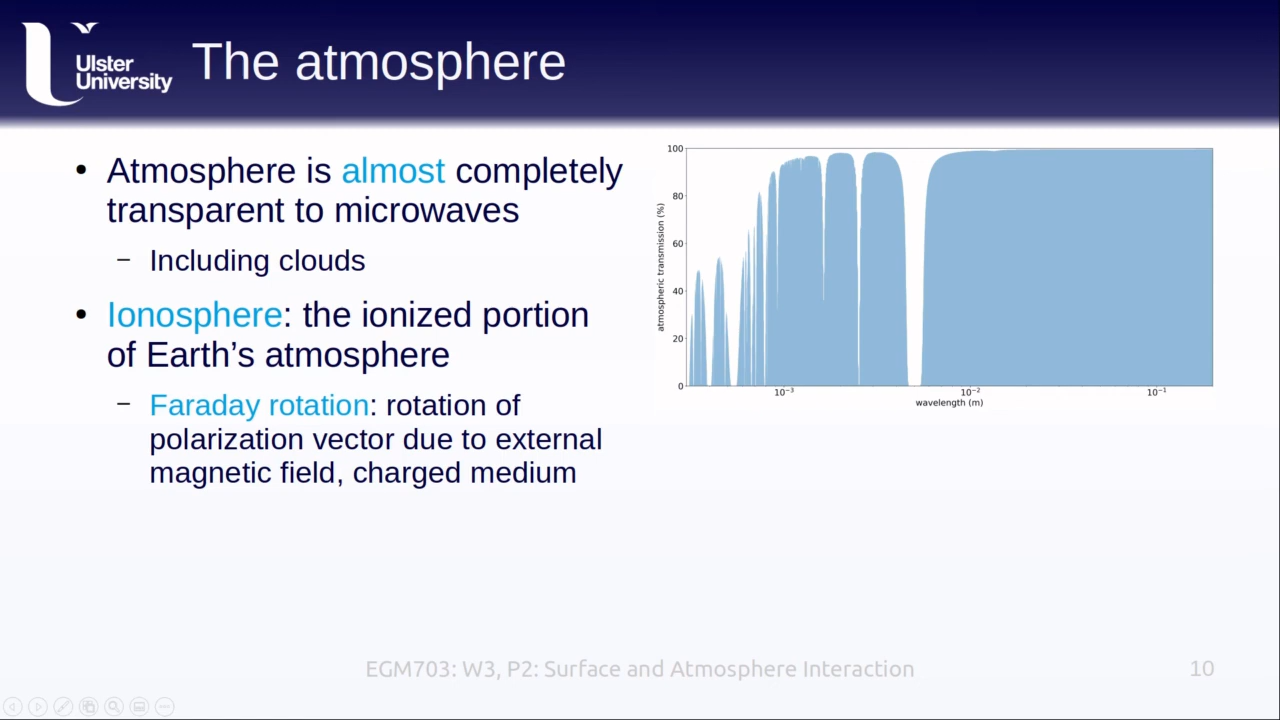 Ulster
University
The atmosphere
• Atmosphere is almost completely
transparent to microwaves
– Including clouds
• Ionosphere: the ionized portion
of Earth's atmosphere
– Faraday rotation: rotation of
polarization vector due to external
magnetic field, charged medium
atmospheric transmission (%)
100
80
60
40
20
0
10⁻³ 10⁻² 10⁻¹
wavelength (m)
EGM703: W3, P2: Surface and Atmosphere Interaction
10